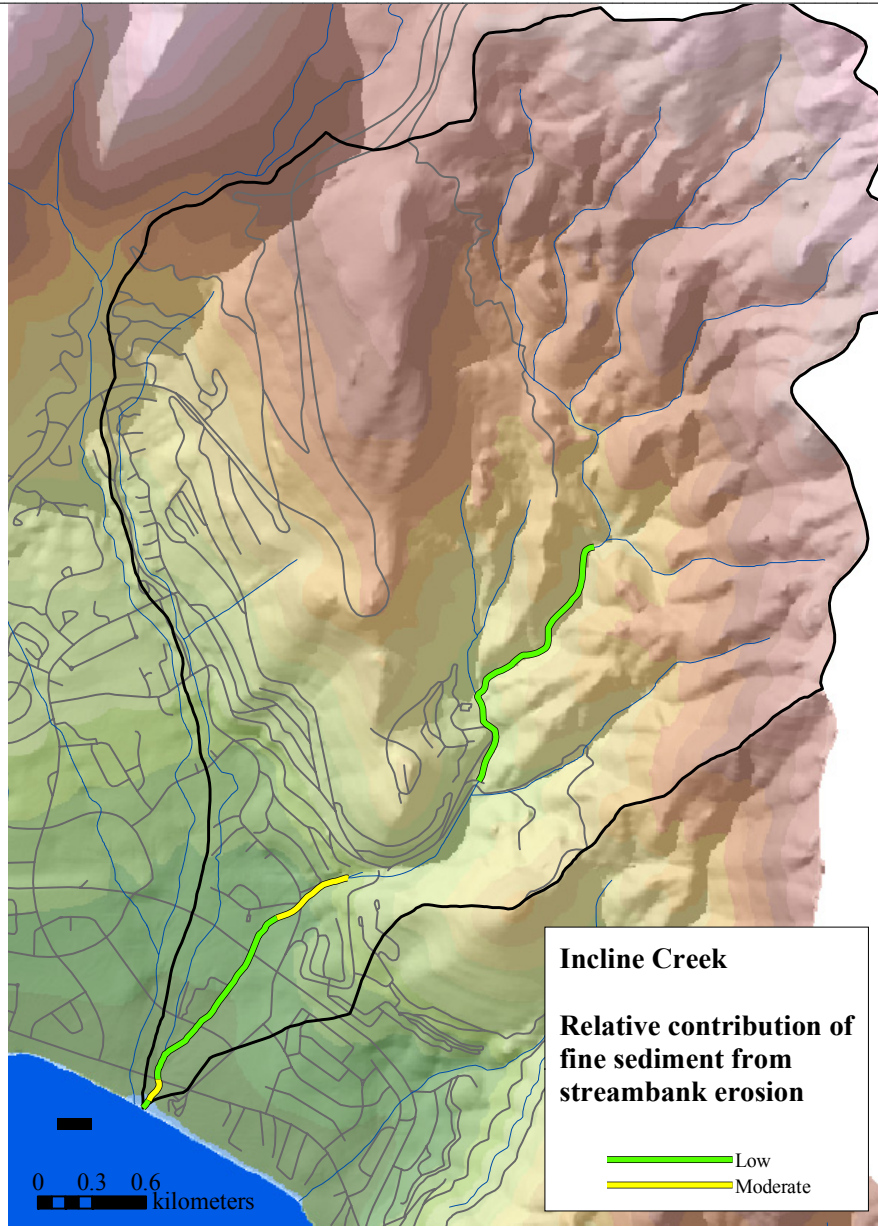 Incline Creek
Relative contribution of
fine sediment from
streambank erosion
Low
Moderate
0 0.3 0.6
kilometers